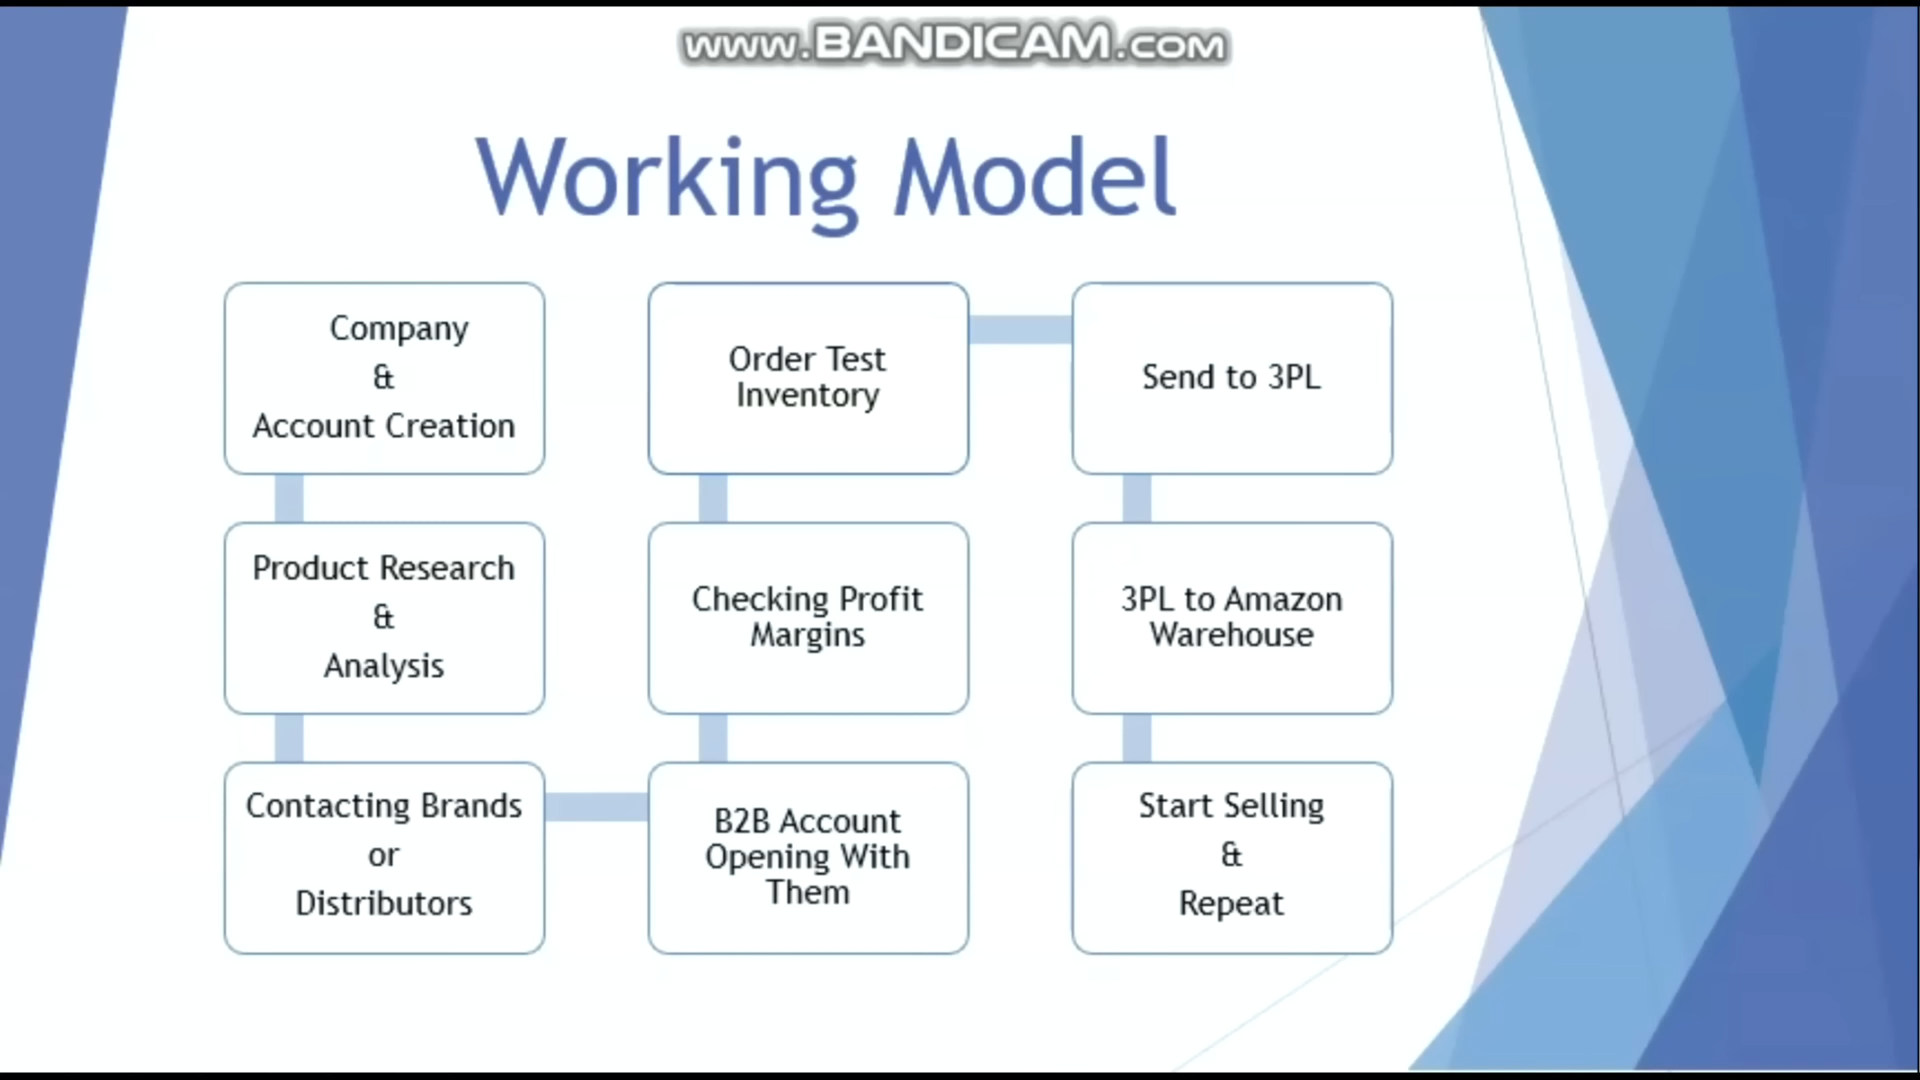 www.BANDICAM.com
Working Model
Company
&
Account Creation
Product Research
&
Analysis
Contacting Brands
or
Distributors
B2B Account
Opening With
Them
Checking Profit
Margins
Order Test
Inventory
Send to 3PL
3PL to Amazon
Warehouse
Start Selling
&
Repeat